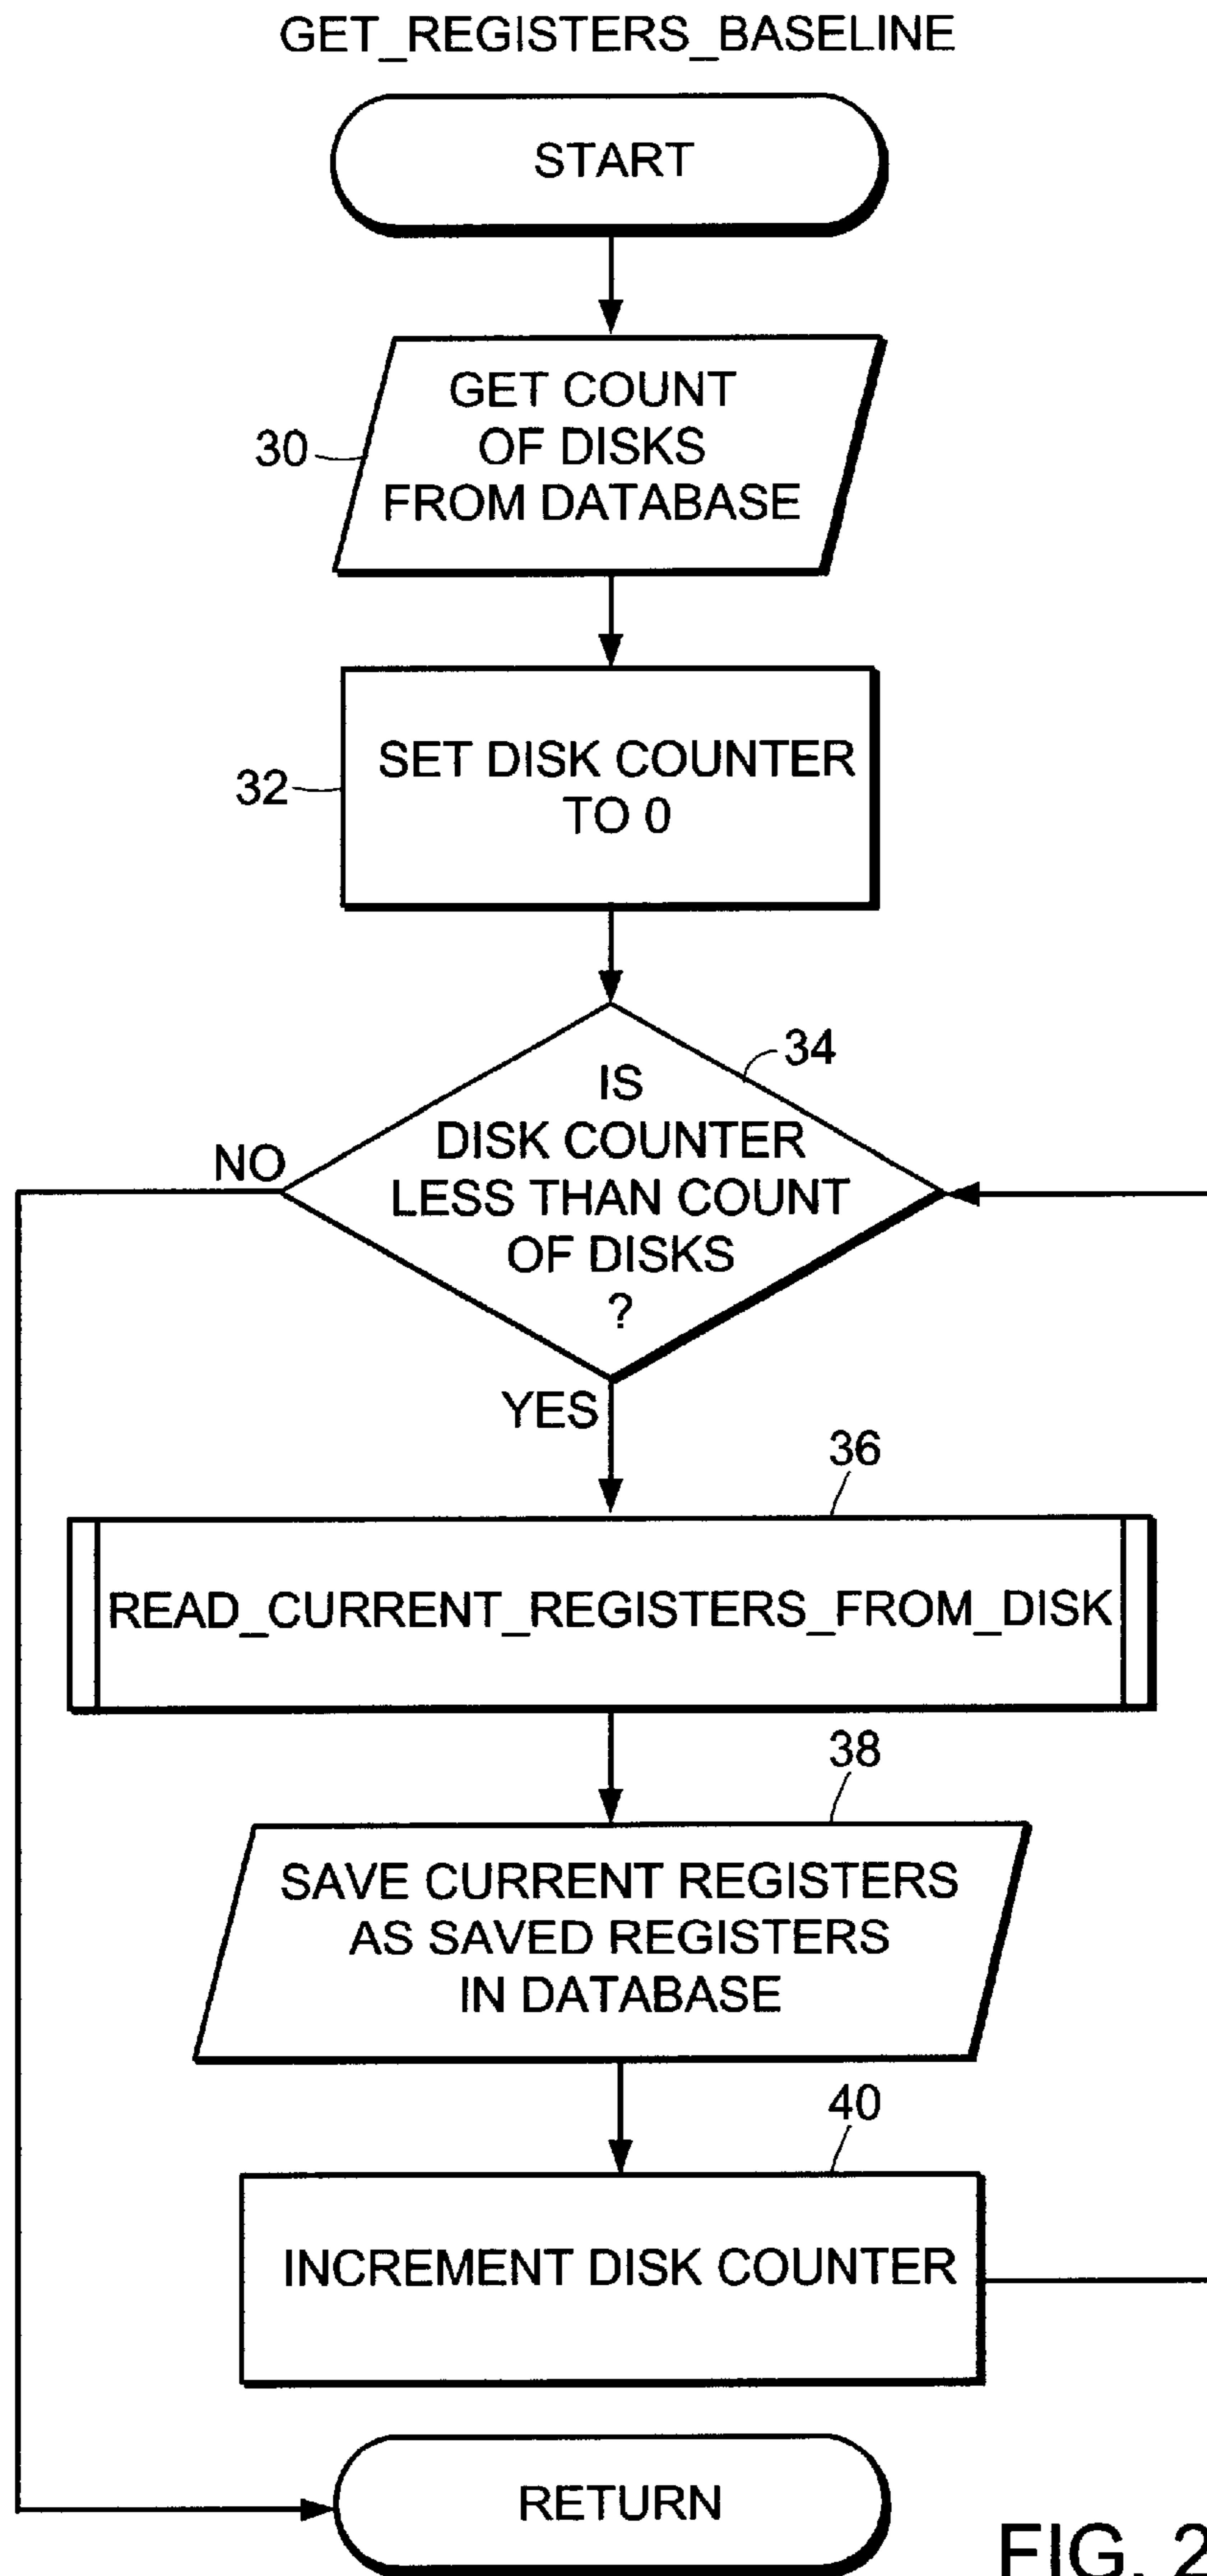 GET_REGISTERS_BASELINE
START
GET COUNT
OF DISKS
FROM DATABASE
30
SET DISK COUNTER
TO 0
32
34
IS
DISK COUNTER
LESS THAN COUNT
OF DISKS
?
NO
YES
36
READ_CURRENT_REGISTERS_FROM_DISK
38
SAVE CURRENT REGISTERS
AS SAVED REGISTERS
IN DATABASE
40
INCREMENT DISK COUNTER
RETURN
FIG. 2